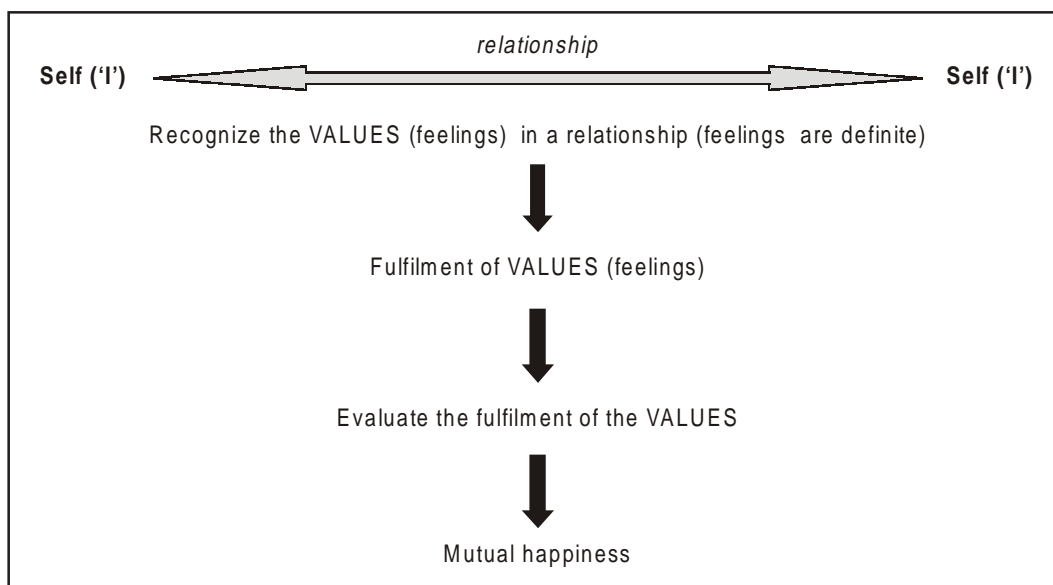 relationship
Self (‘I’) Self (‘I’)
Recognize the VALUES (feelings) in a relationship (feelings are definite)
Fulfilment of VALUES (feelings)
Evaluate the fulfilment of the VALUES
Mutual happiness